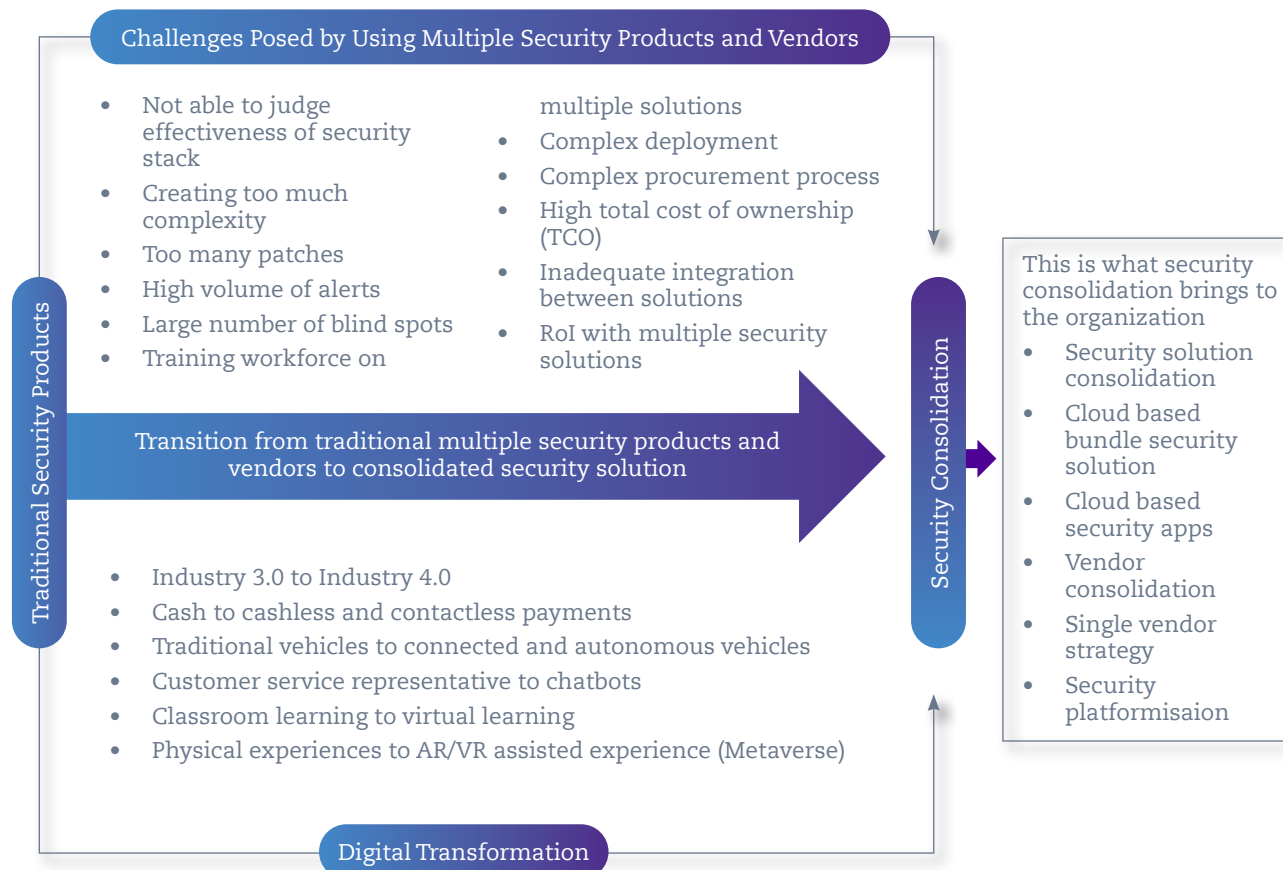 Challenges Posed by Using Multiple Security Products and Vendors
• Not able to judge
effectiveness of security
stack
• Creating too much
complexity
• Too many patches
• High volume of alerts
• Large number of blind spots
• Training workforce on
multiple solutions
• Complex deployment
• Complex procurement process
• High total cost of ownership
(TCO)
• Inadequate integration
between solutions
• RoI with multiple security
solutions
Traditional Security Products
Transition from traditional multiple security products and
vendors to consolidated security solution
Security Consolidation
This is what security
consolidation brings to
the organization
• Security solution
consolidation
• Cloud based
bundle security
solution
• Cloud based
security apps
• Vendor
consolidation
• Single vendor
strategy
• Security
platformisaion
• Industry 3.0 to Industry 4.0
• Cash to cashless and contactless payments
• Traditional vehicles to connected and autonomous vehicles
• Customer service representative to chatbots
• Classroom learning to virtual learning
• Physical experiences to AR/VR assisted experience (Metaverse)
Digital Transformation